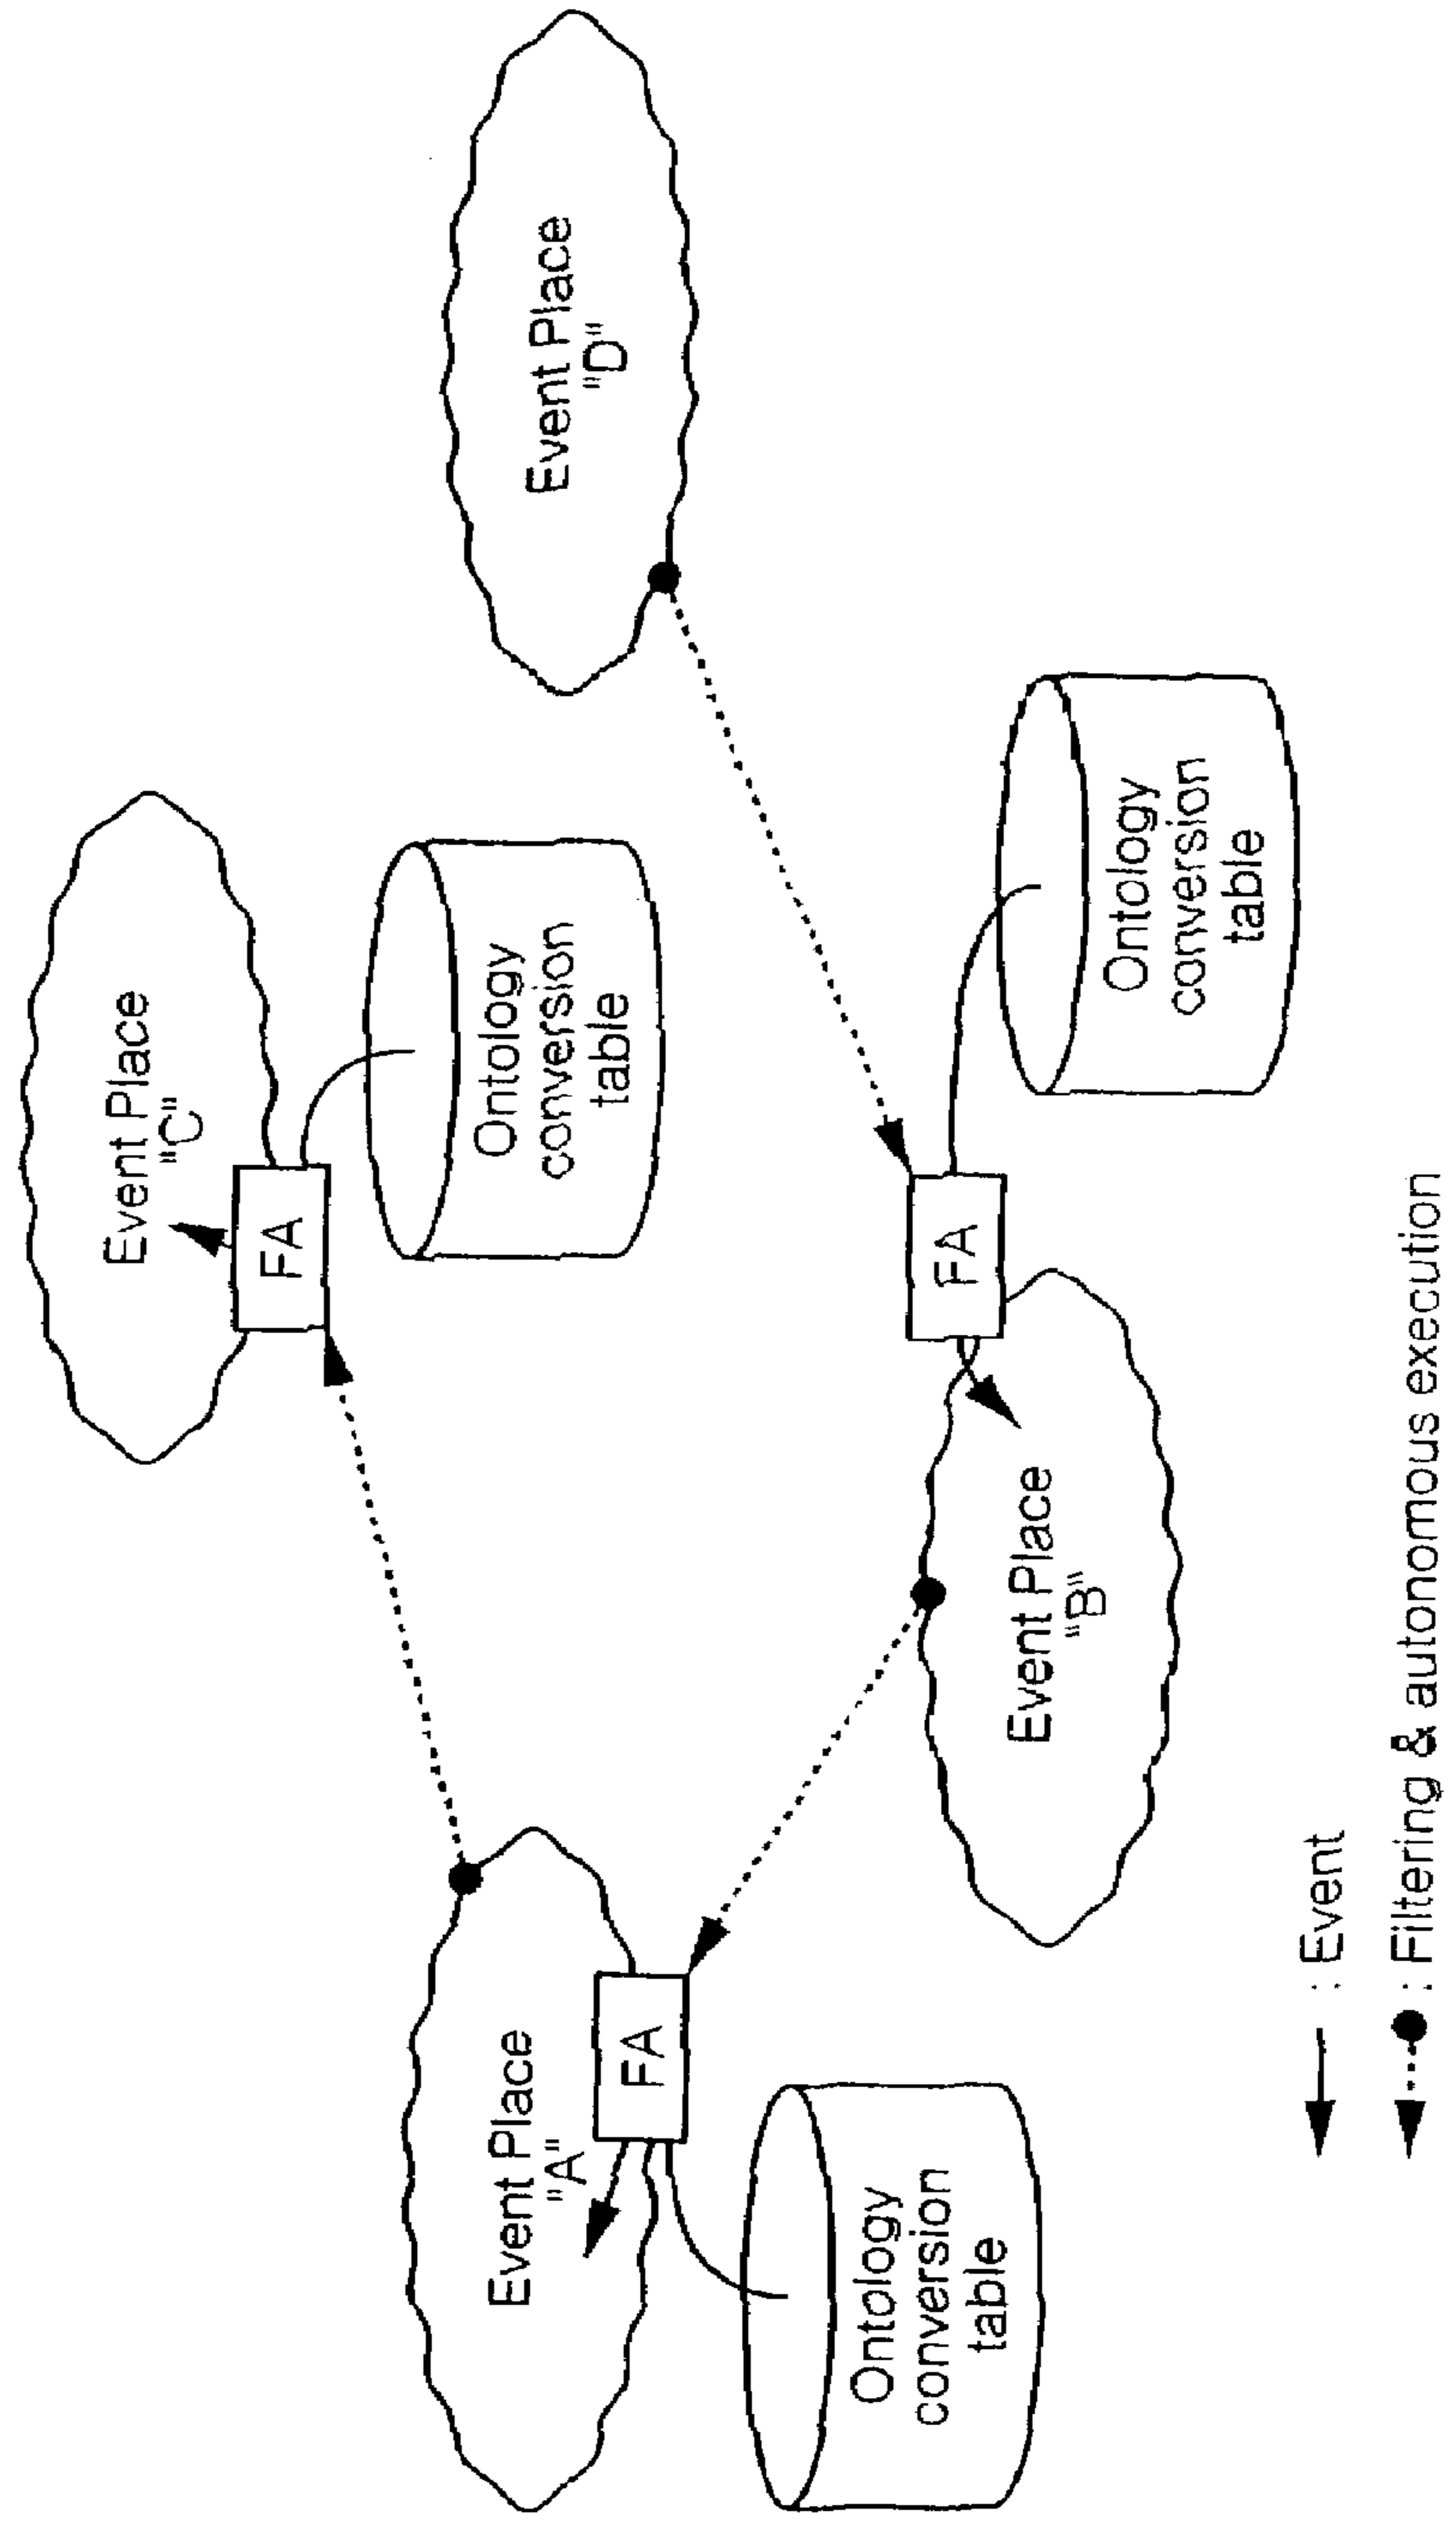 Event Place
"C"
FA
Ontology
conversion
table
Event Place
"D"
Event Place
"A"
FA
Ontology
conversion
table
Event Place
"B"
FA
Ontology
conversion
table
: Event
: Filtering & autonomous execution